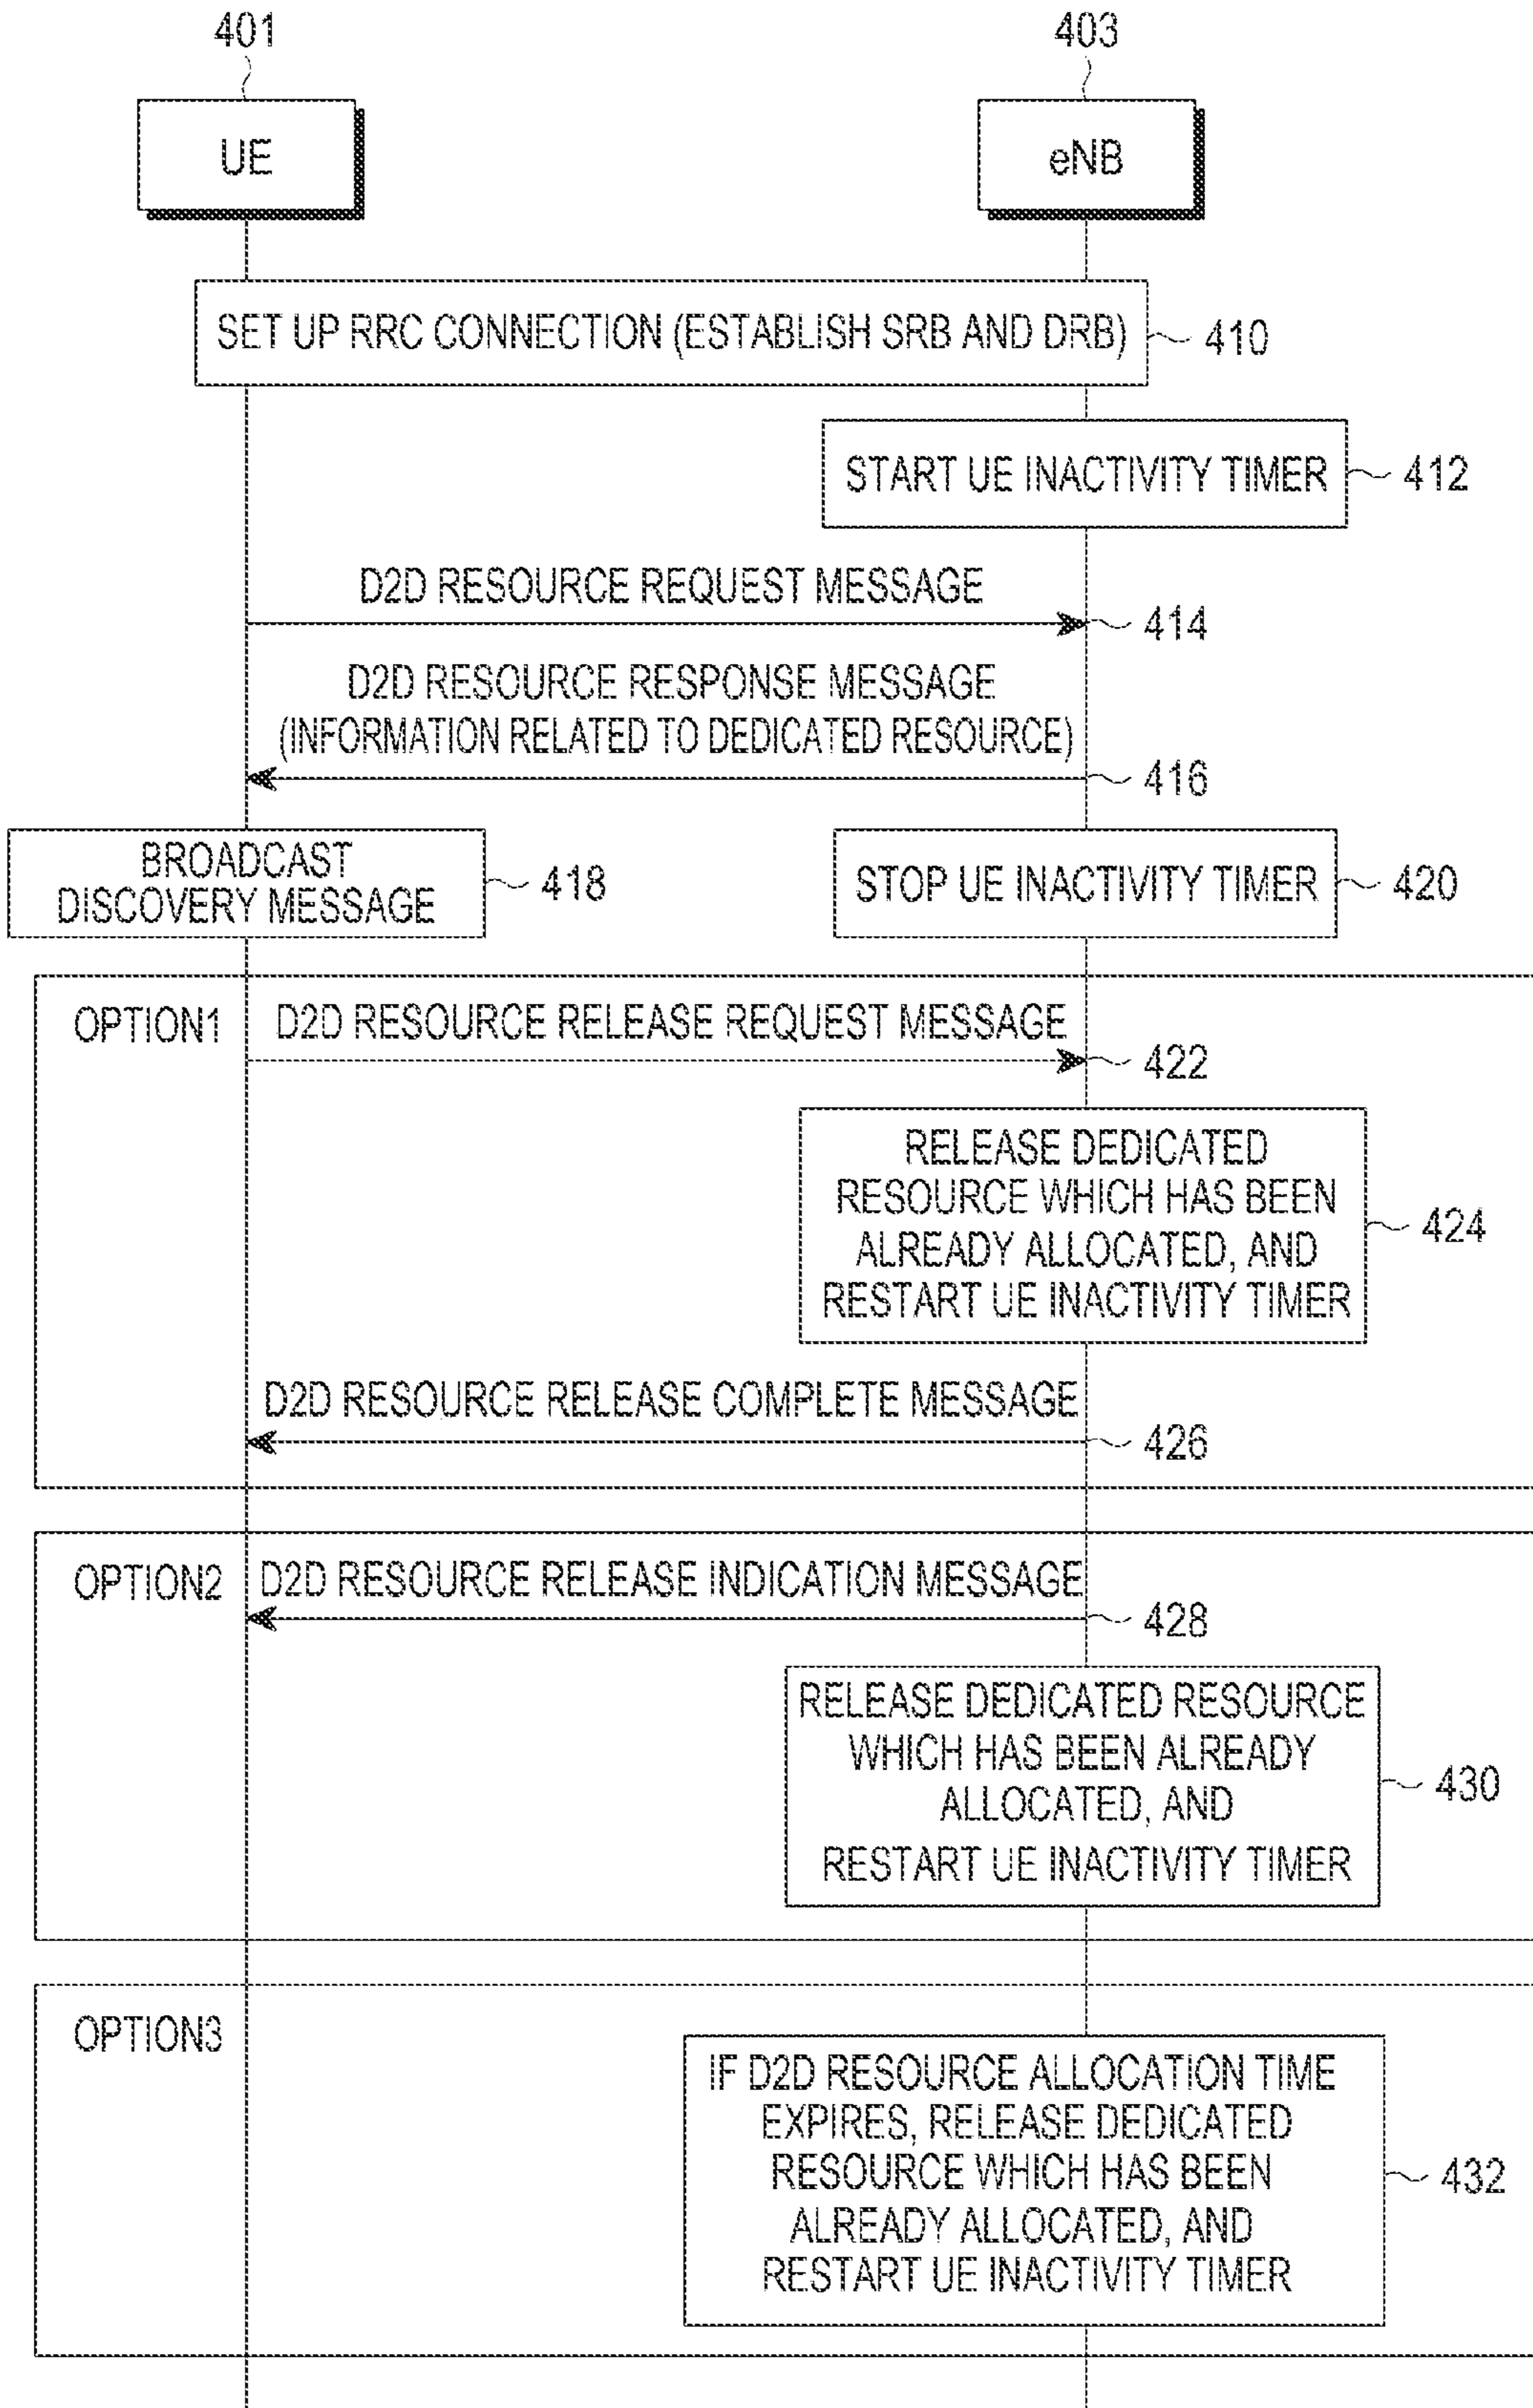 401
403
UE
eNB
SET UP RRC CONNECTION (ESTABLISH SRB AND DRB)
410
START UE INACTIVITY TIMER
412
D2D RESOURCE REQUEST MESSAGE
414
D2D RESOURCE RESPONSE MESSAGE
(INFORMATION RELATED TO DEDICATED RESOURCE)
416
BROADCAST
DISCOVERY MESSAGE
418
STOP UE INACTIVITY TIMER
420
OPTION1
D2D RESOURCE RELEASE REQUEST MESSAGE
422
RELEASE DEDICATED
RESOURCE WHICH HAS BEEN
ALREADY ALLOCATED, AND
RESTART UE INACTIVITY TIMER
424
D2D RESOURCE RELEASE COMPLETE MESSAGE
426
OPTION2
D2D RESOURCE RELEASE INDICATION MESSAGE
428
RELEASE DEDICATED RESOURCE
WHICH HAS BEEN ALREADY
ALLOCATED, AND
RESTART UE INACTIVITY TIMER
430
OPTION3
IF D2D RESOURCE ALLOCATION TIME
EXPIRES, RELEASE DEDICATED
RESOURCE WHICH HAS BEEN
ALREADY ALLOCATED, AND
RESTART UE INACTIVITY TIMER
432